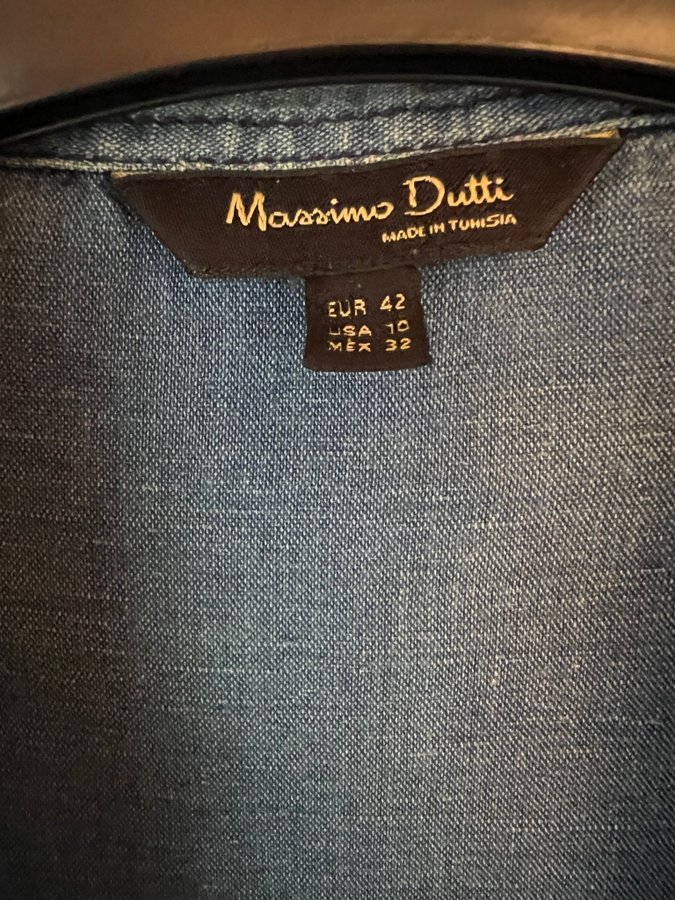 Massimo Dutti
MADE IN TUNISIA
EUR 42
USA 10
MEX 32